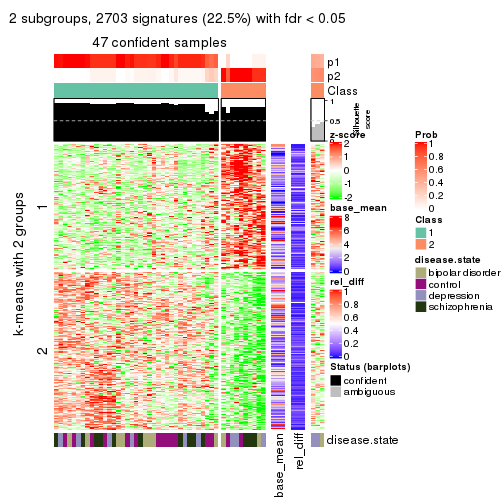 2 subgroups, 2703 signatures (22.5%) with fdr < 0.05
47 confident samples
p1
p2
Class
1
0.5
0
Silhouette
score
k-means with 2 groups
1
2
z-score
2
1
0
-1
-2
base_mean
8
6
4
2
0
rel_diff
1
0.8
0.6
0.4
0.2
0
Status (barplots)
confident
ambiguous
Prob
1
0.8
0.6
0.4
0.2
0
Class
1
2
disease.state
bipolar disorder
control
depression
schizophrenia
disease.state
base_mean
rel_diff